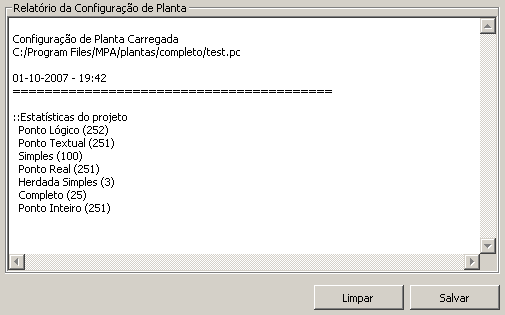 Relatório da Configuração de Planta
Configuração de Planta Carregada
C:/Program Files/MPA/plantas/completo/test.pc
01-10-2007 - 19:42
========================================
::Estatísticas do projeto
Ponto Lógico (252)
Ponto Textual (251)
Simples (100)
Ponto Real (251)
Herdada Simples (3)
Completo (25)
Ponto Inteiro (251)
Limpar
Salvar